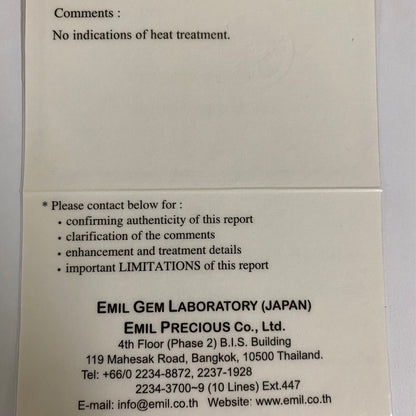 Comments :
No indications of heat treatment.
* Please contact below for :
• confirming authenticity of this report
• clarification of the comments
• enhancement and treatment details
• important LIMITATIONS of this report
EMIL GEM LABORATORY (JAPAN)
EMIL PRECIOUS Co., Ltd.
4th Floor (Phase 2) B.I.S. Building
119 Mahesak Road, Bangkok, 10500 Thailand.
Tel: +66/0 2234-8872, 2237-1928
2234-3700~9 (10 Lines) Ext.447
E-mail: info@emil.co.th Website: www.emil.co.th